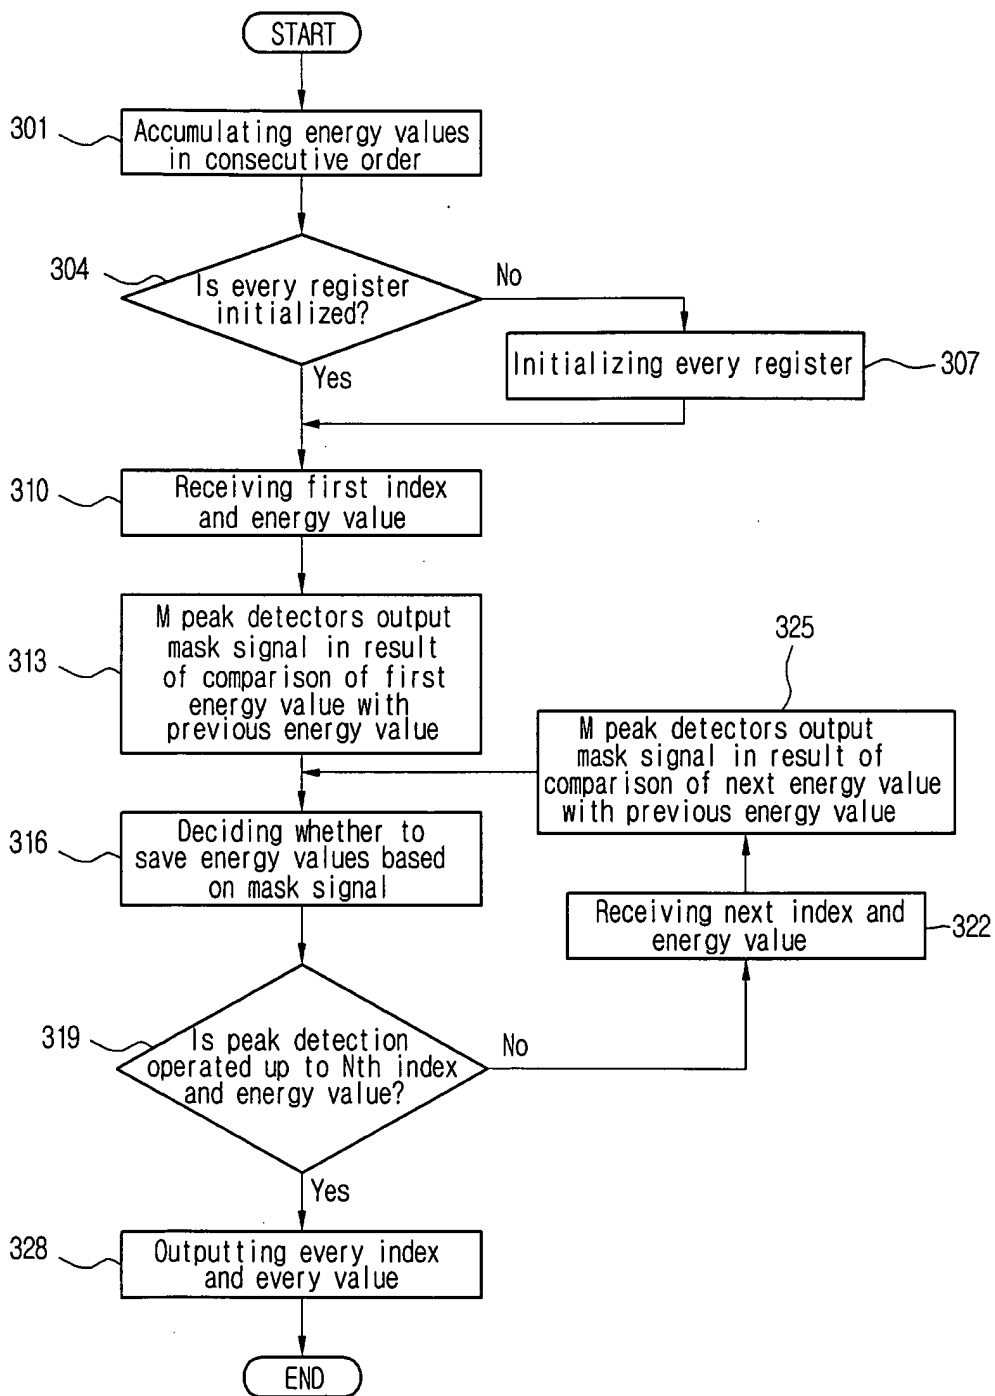 START
301
Accumulating energy values
in consecutive order
304
Is every register
initialized?
No
Yes
Initializing every register
307
310
Receiving first index
and energy value
313
M peak detectors output
mask signal in result
of comparison of first
energy value with
previous energy value
325
M peak detectors output
mask signal in result of
comparison of next energy value
with previous energy value
316
Deciding whether to
save energy values based
on mask signal
Receiving next index and
energy value
322
319
Is peak detection
operated up to Nth index
and energy value?
No
Yes
328
Outputting every index
and every value
END